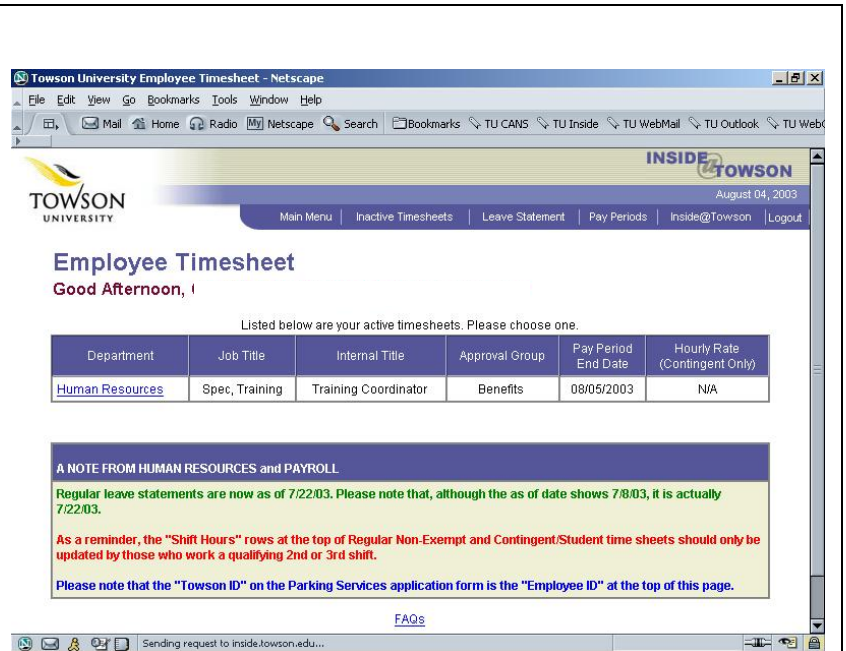 Towson University Employee Timesheet - Netscape
File Edit View Go Bookmarks Tools Window Help
Mail Home Radio My Netscape Search Bookmarks TU CANS TU Inside TU WebMail TU Outlook TU Web
INSIDE@TOWSON
August 04, 2003
TOWSON
UNIVERSITY
Main Menu | Inactive Timesheets | Leave Statement | Pay Periods | Inside@Towson | Logout
Employee Timesheet
Good Afternoon,
Listed below are your active timesheets. Please choose one.
Department Job Title Internal Title Approval Group Pay Period End Date Hourly Rate (Contingent Only)
Human Resources Spec, Training Training Coordinator Benefits 08/05/2003 N/A
A NOTE FROM HUMAN RESOURCES and PAYROLL
Regular leave statements are now as of 7/22/03. Please note that, although the as of date shows 7/8/03, it is actually
7/22/03.
As a reminder, the "Shift Hours" rows at the top of Regular Non-Exempt and Contingent/Student time sheets should only be
updated by those who work a qualifying 2nd or 3rd shift.
Please note that the "Towson ID" on the Parking Services application form is the "Employee ID" at the top of this page.
FAQs
Sending request to inside.towson.edu...